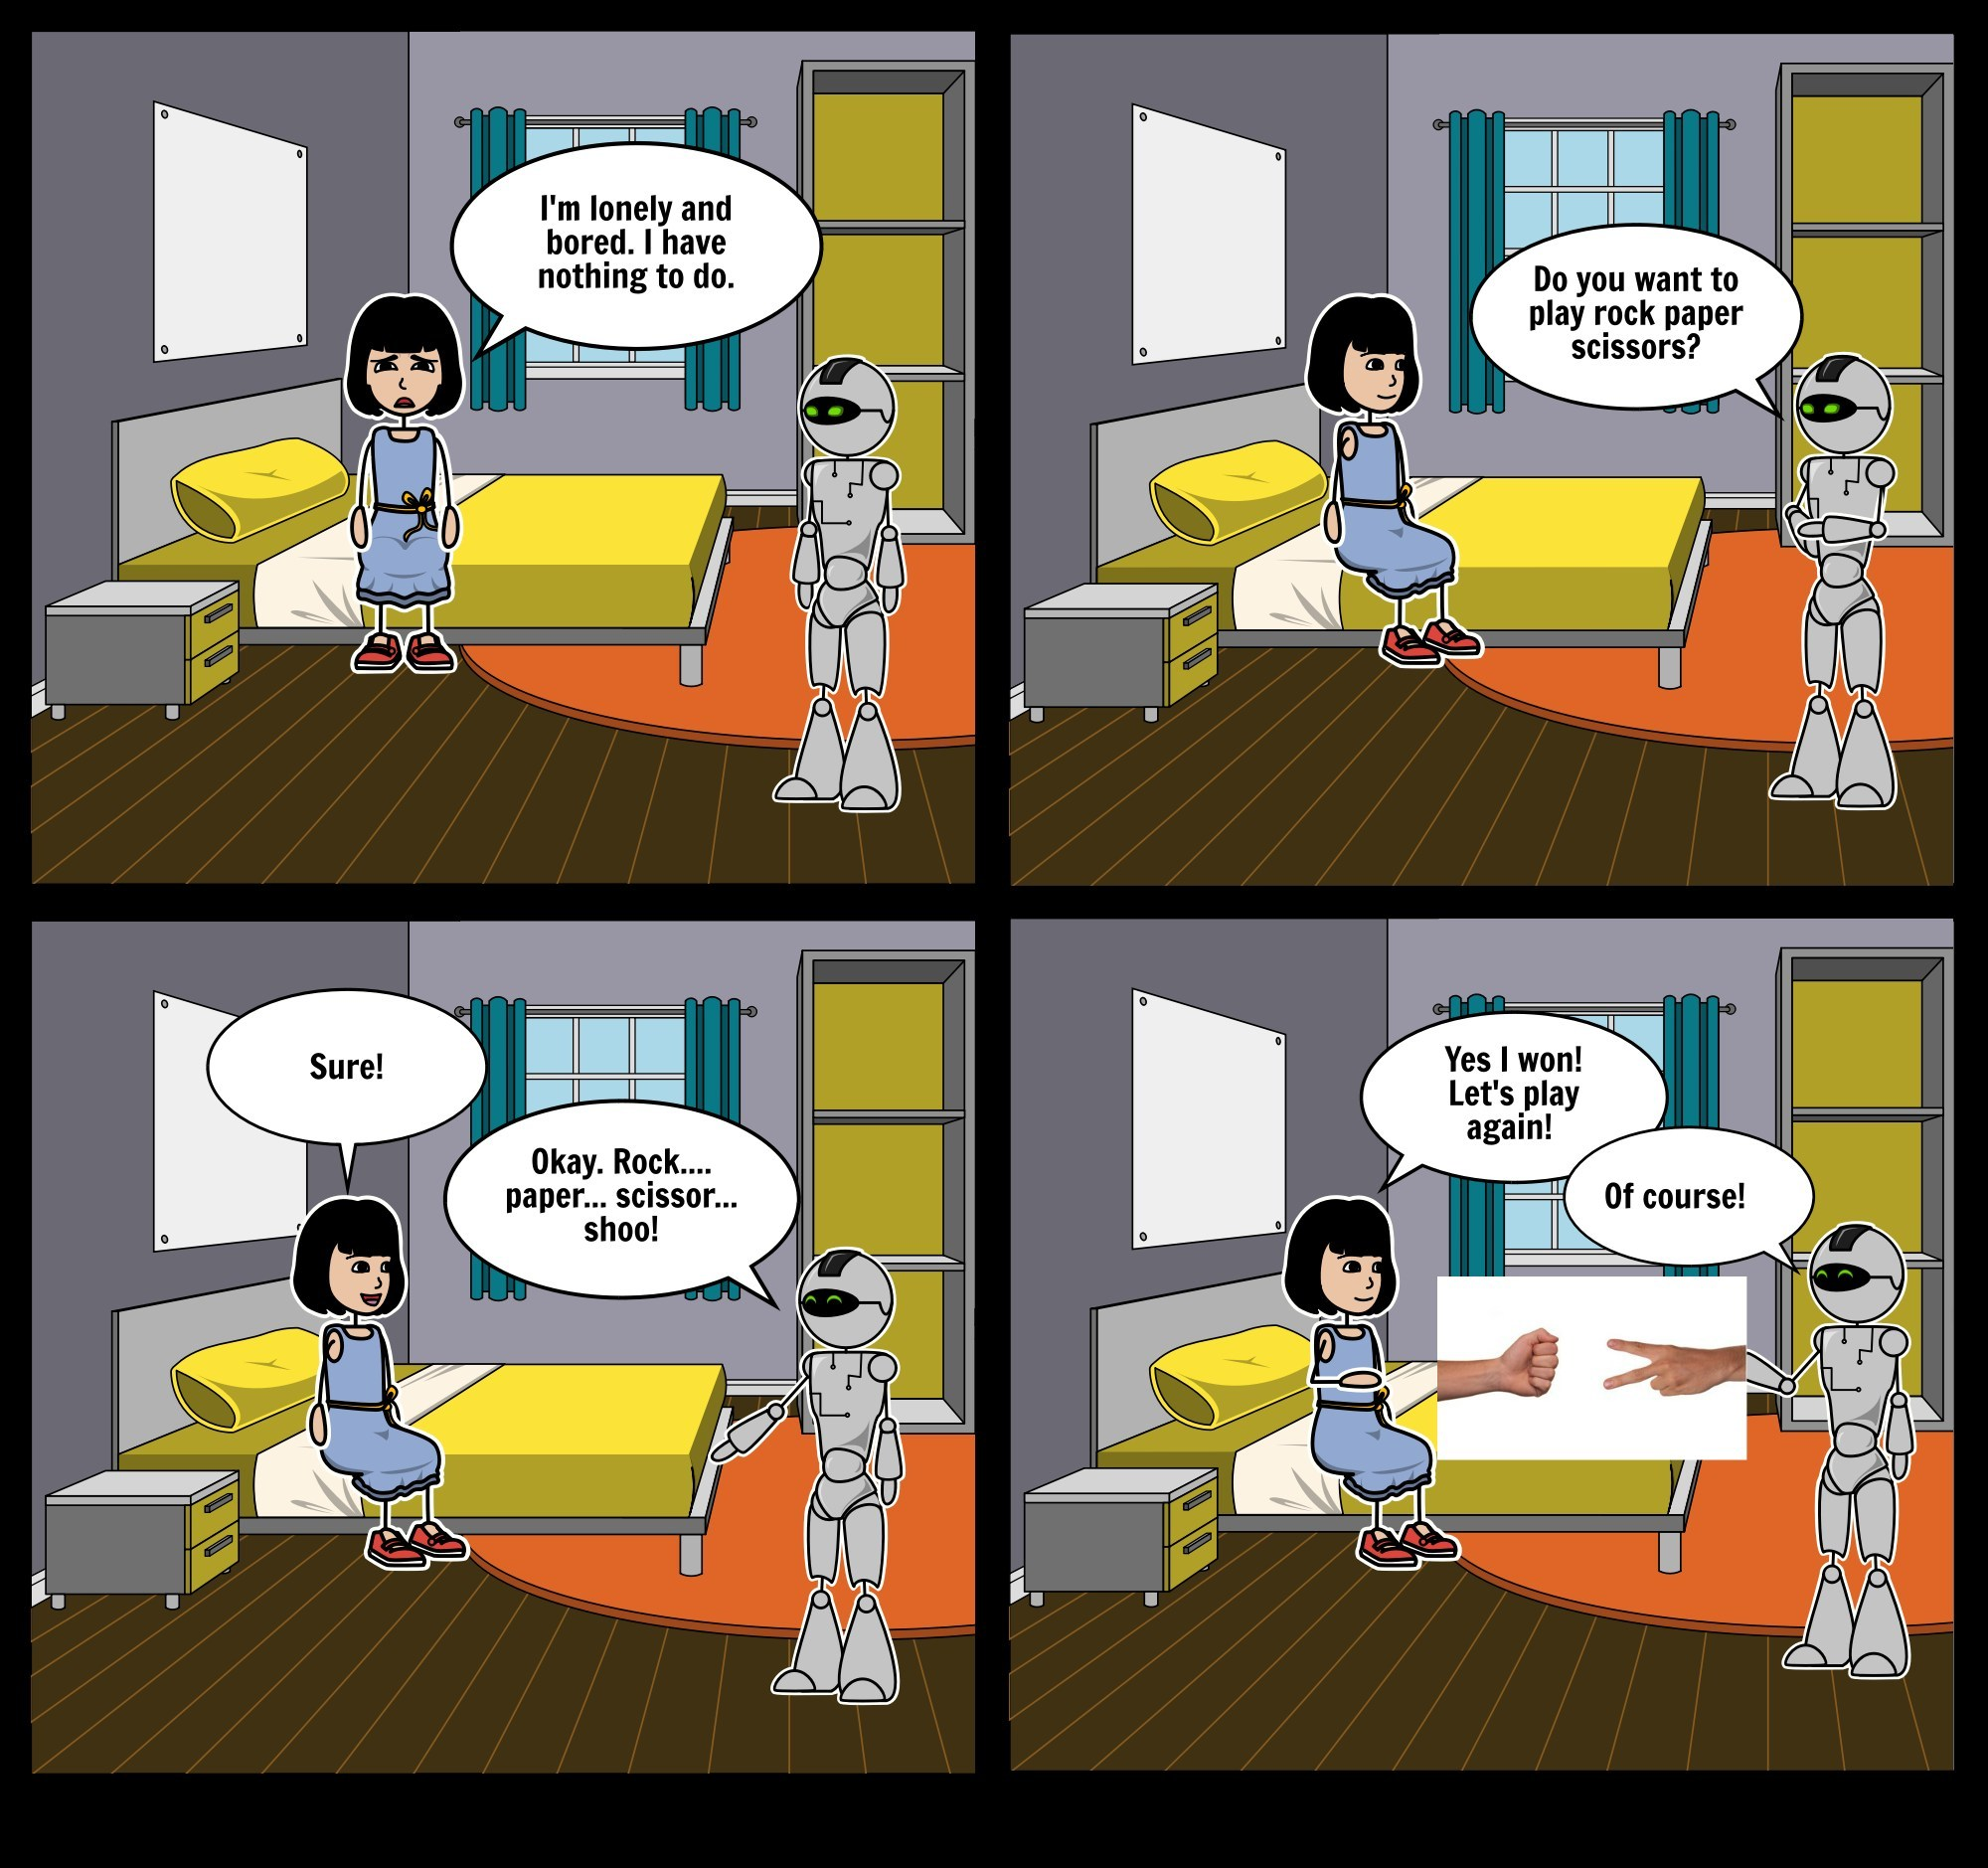 I'm lonely and
bored. I have
nothing to do.
Do you want to
play rock paper
scissors?
Sure!
Okay. Rock....
paper... scissor...
shoo!
Yes I won!
Let's play
again!
Of course!